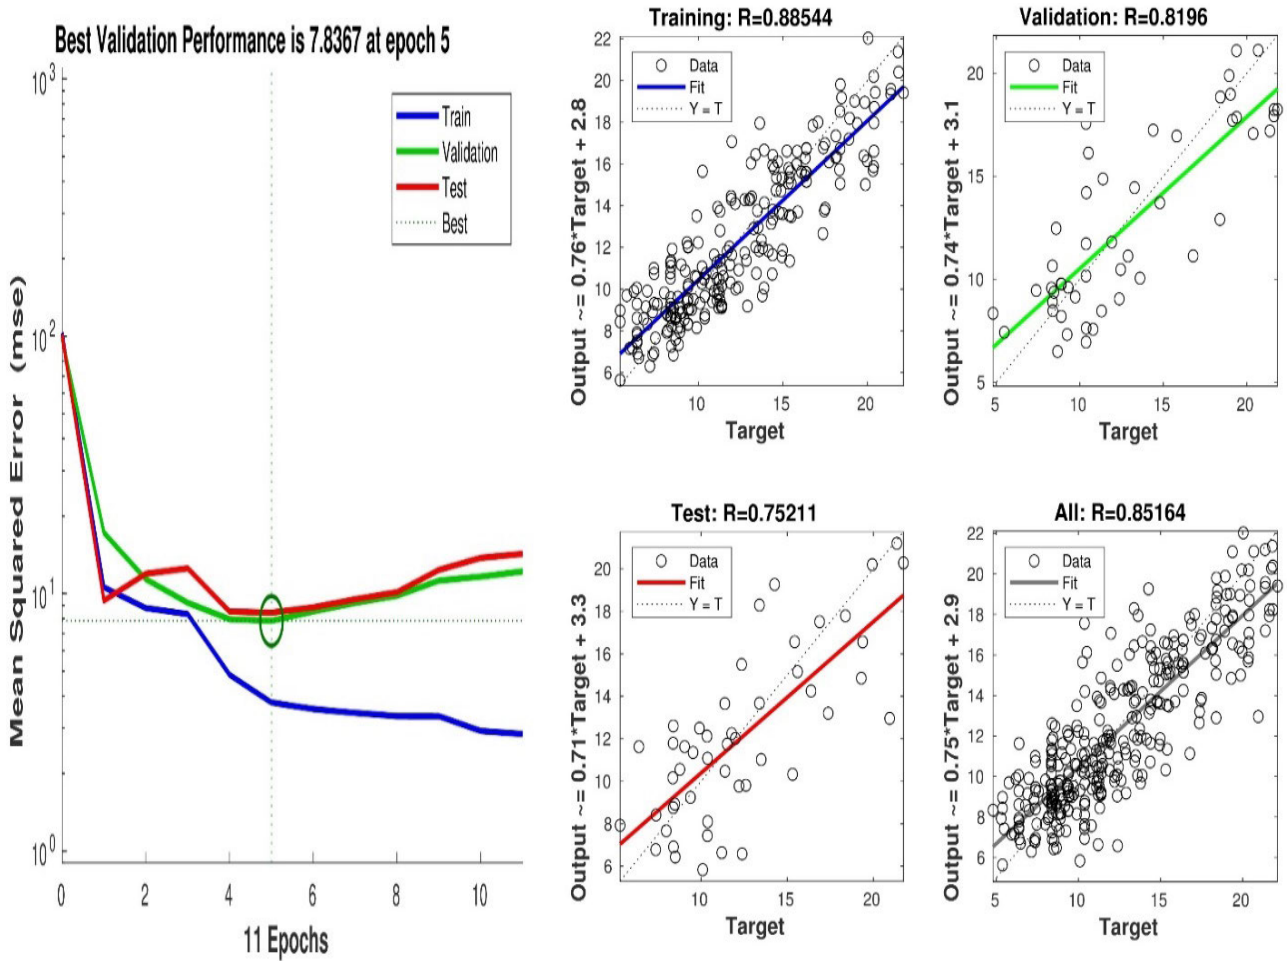 Best Validation Performance is 7.8367 at epoch 5
Mean Squared Error (mse)
10^3
10^2
10^1
10^0
Train
Validation
Test
Best
0 2 4 6 8 10
11 Epochs
Training: R=0.88544
Output ~= 0.76*Target + 2.8
22
20
18
16
14
12
10
8
6
Data
Fit
Y = T
10 15 20
Target
Validation: R=0.8196
Output ~= 0.74*Target + 3.1
20
15
10
5
Data
Fit
Y = T
5 10 15 20
Target
Test: R=0.75211
Output ~= 0.71*Target + 3.3
20
18
16
14
12
10
8
6
Data
Fit
Y = T
10 15 20
Target
All: R=0.85164
Output ~= 0.75*Target + 2.9
22
20
18
16
14
12
10
8
6
Data
Fit
Y = T
5 10 15 20
Target